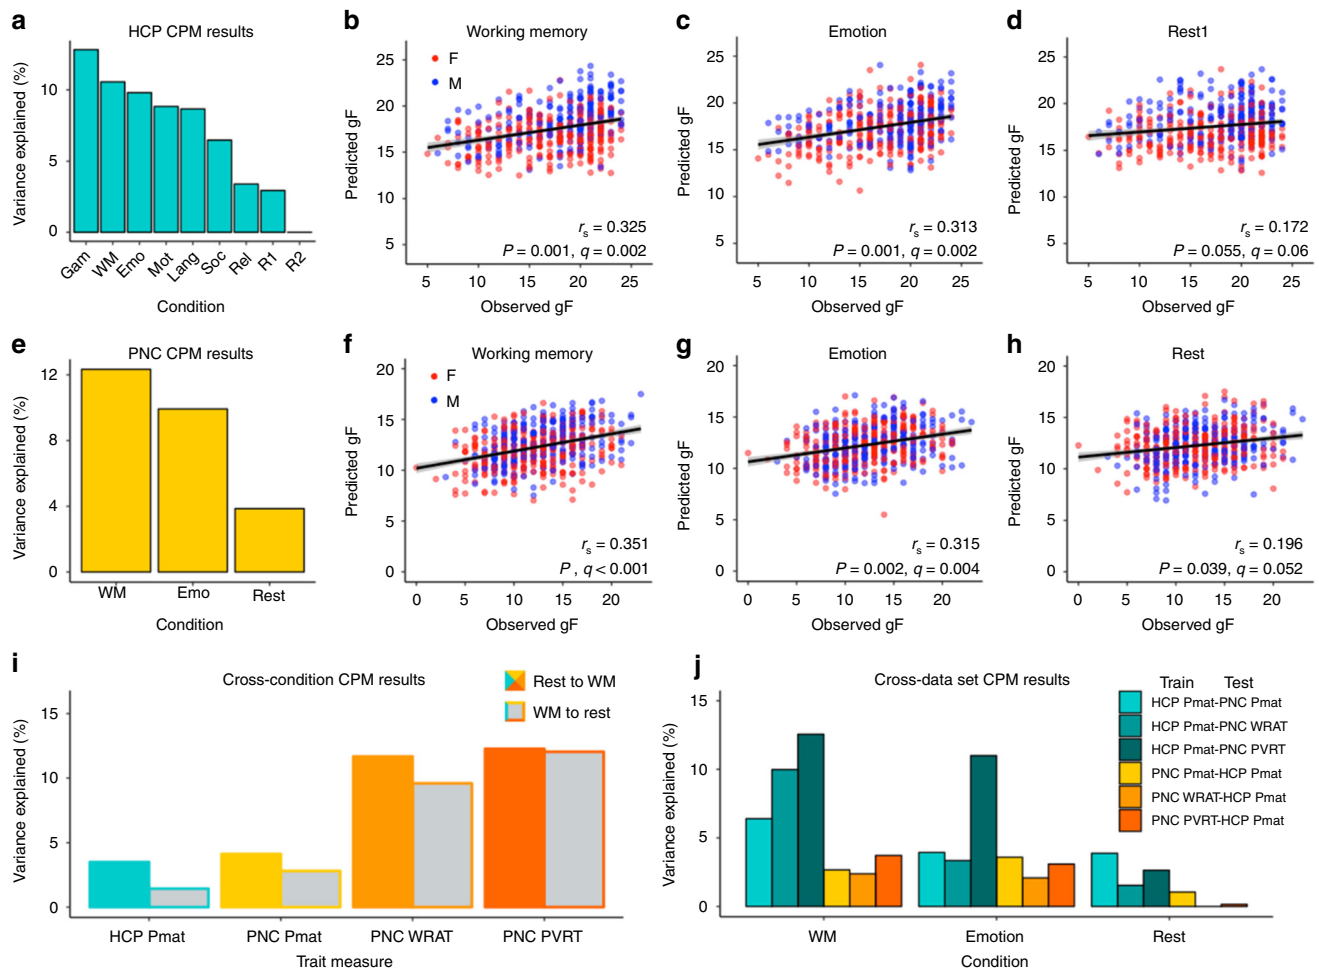 a
HCP CPM results
Variance explained (%)
10
5
0
Gam WM Emo Mot Lang Soc Rel R1 R2
Condition
b
Working memory
F
M
Predicted gF
25
20
15
10
5
rs = 0.325
P = 0.001, q = 0.002
5 10 15 20 25
Observed gF
c
Emotion
Predicted gF
25
20
15
10
5
rs = 0.313
P = 0.001, q = 0.002
5 10 15 20 25
Observed gF
d
Rest1
Predicted gF
25
20
15
10
5
rs = 0.172
P = 0.055, q = 0.06
5 10 15 20 25
Observed gF
e
PNC CPM results
Variance explained (%)
12
8
4
0
WM Emo Rest
Condition
f
Working memory
F
M
Predicted gF
20
15
10
5
0
rs = 0.351
P , q < 0.001
0 5 10 15 20
Observed gF
g
Emotion
Predicted gF
20
15
10
5
0
rs = 0.315
P = 0.002, q = 0.004
0 5 10 15 20
Observed gF
h
Rest
Predicted gF
20
15
10
5
0
rs = 0.196
P = 0.039, q = 0.052
0 5 10 15 20
Observed gF
i
Cross-condition CPM results
Rest to WM
WM to rest
Variance explained (%)
15
10
5
0
HCP Pmat PNC Pmat PNC WRAT PNC PVRT
Trait measure
j
Cross-data set CPM results
Train Test
HCP Pmat-PNC Pmat
HCP Pmat-PNC WRAT
HCP Pmat-PNC PVRT
PNC Pmat-HCP Pmat
PNC WRAT-HCP Pmat
PNC PVRT-HCP Pmat
Variance explained (%)
15
10
5
0
WM Emotion Rest
Condition